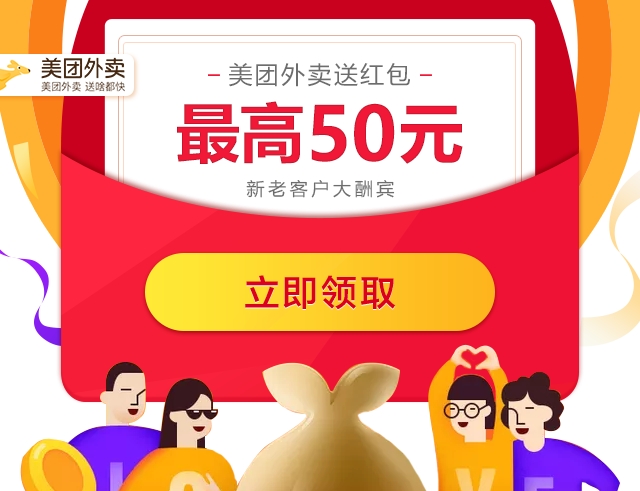 美团外卖
美团外卖 送啥都快
– 美团外卖送红包 –
最高50元
新老客户大酬宾
立即领取
L O V E